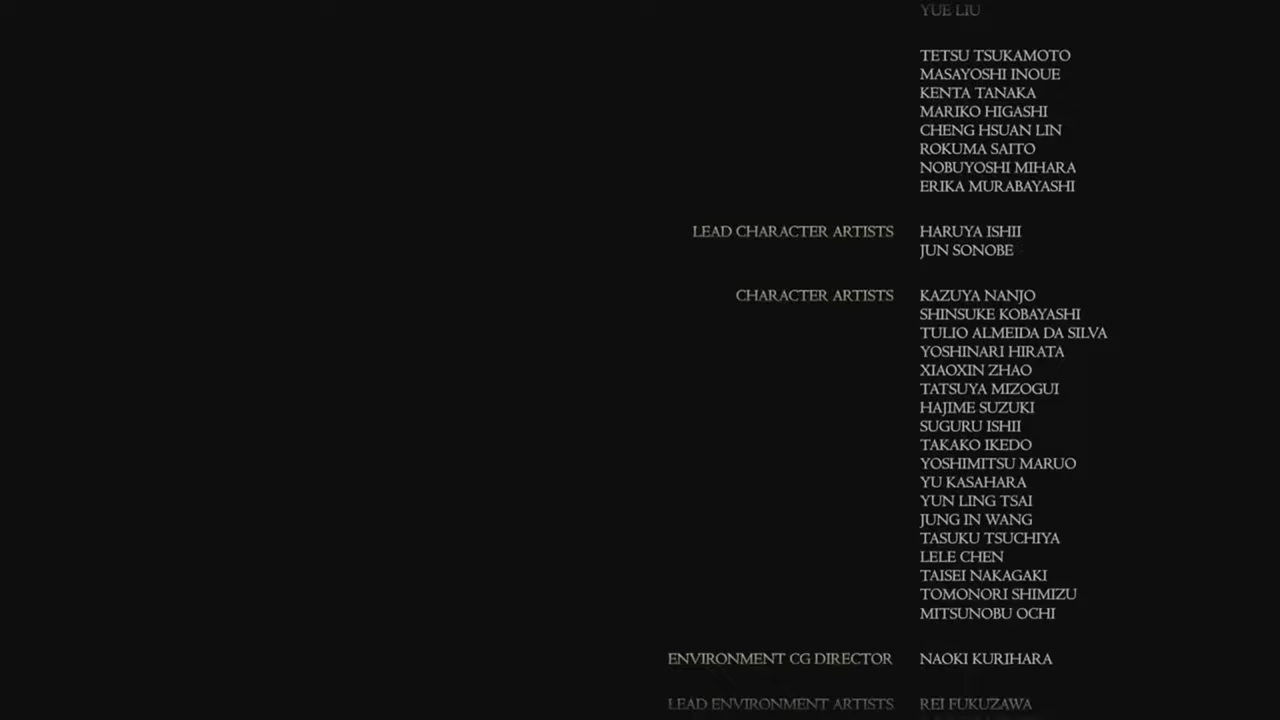 YUE LIU
TETSU TSUKAMOTO
MASAYOSHI INOUE
KENTA TANAKA
MARIKO HIGASHI
CHENG HSUAN LIN
ROKUMA SAITO
NOBUYOSHI MIHARA
ERIKA MURABAYASHI
LEAD CHARACTER ARTISTS HARUYA ISHII
JUN SONOBE
CHARACTER ARTISTS KAZUYA NANJO
SHINSUKE KOBAYASHI
TULIO ALMEIDA DA SILVA
YOSHINARI HIRATA
XIAOXIN ZHAO
TATSUYA MIZOGUI
HAJIME SUZUKI
SUGURU ISHII
TAKAKO IKEDO
YOSHIMITSU MARUO
YU KASAHARA
YUN LING TSAI
JUNG IN WANG
TASUKU TSUCHIYA
LELE CHEN
TAISEI NAKAGAKI
TOMONORI SHIMIZU
MITSUNOBU OCHI
ENVIRONMENT CG DIRECTOR NAOKI KURIHARA
LEAD ENVIRONMENT ARTISTS REI FUKUZAWA